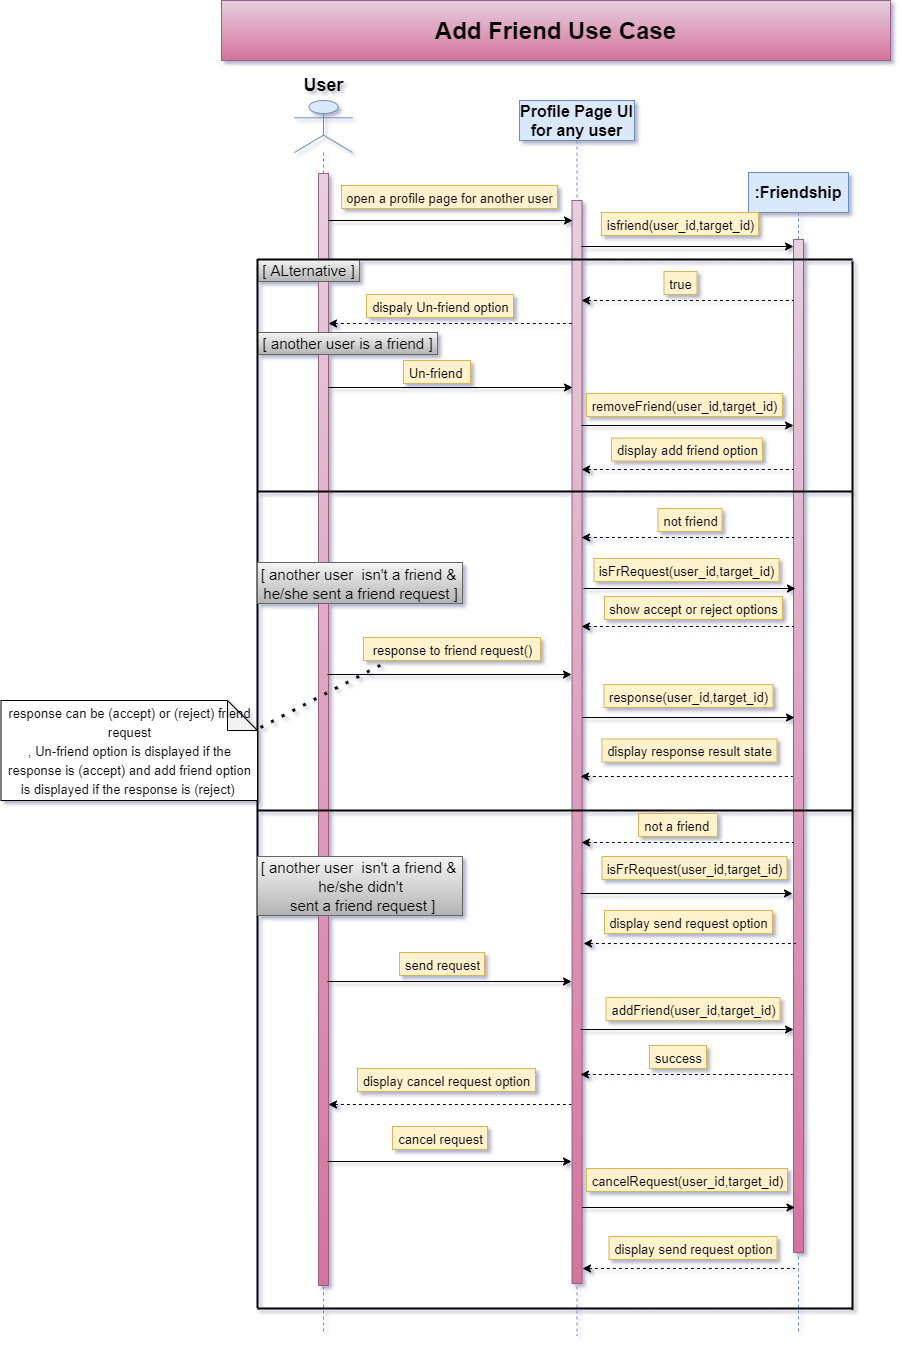 Add Friend Use Case
User
Profile Page UI
for any user
:Friendship
open a profile page for another user
isfriend(user_id,target_id)
[ ALternative ]
true
dispaly Un-friend option
[ another user is a friend ]
Un-friend
removeFriend(user_id,target_id)
display add friend option
not friend
[ another user  isn't a friend &
he/she sent a friend request ]
isFrRequest(user_id,target_id)
show accept or reject options
response to friend request()
response(user_id,target_id)
response can be (accept) or (reject) friend
request
, Un-friend option is displayed if the
response is (accept) and add friend option
is displayed if the response is (reject)
display response result state
not a friend
[ another user  isn't a friend &
he/she didn't
sent a friend request ]
isFrRequest(user_id,target_id)
display send request option
send request
addFriend(user_id,target_id)
success
display cancel request option
cancel request
cancelRequest(user_id,target_id)
display send request option